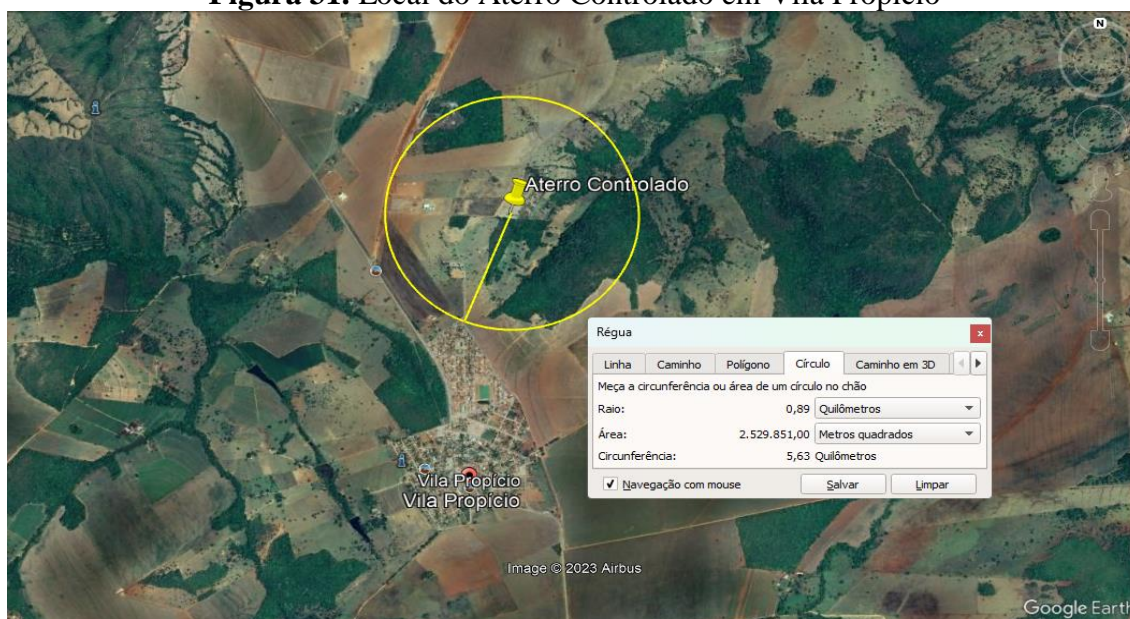 Figura 31. Local do Aterro Controlado em Vila Propício
N
Aterro Controlado
Régua
x
Linha Caminho Polígono Círculo Caminho em 3D
Meça a circunferência ou área de um círculo no chão
Raio: 0,89 Quilômetros
Área: 2.529.851,00 Metros quadrados
Circunferência: 5,63 Quilômetros
Navegação com mouse Salvar Limpar
Vila Propício
Vila Propício
Image © 2023 Airbus
Google Earth